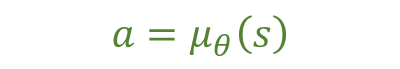 a = μ_θ(s)